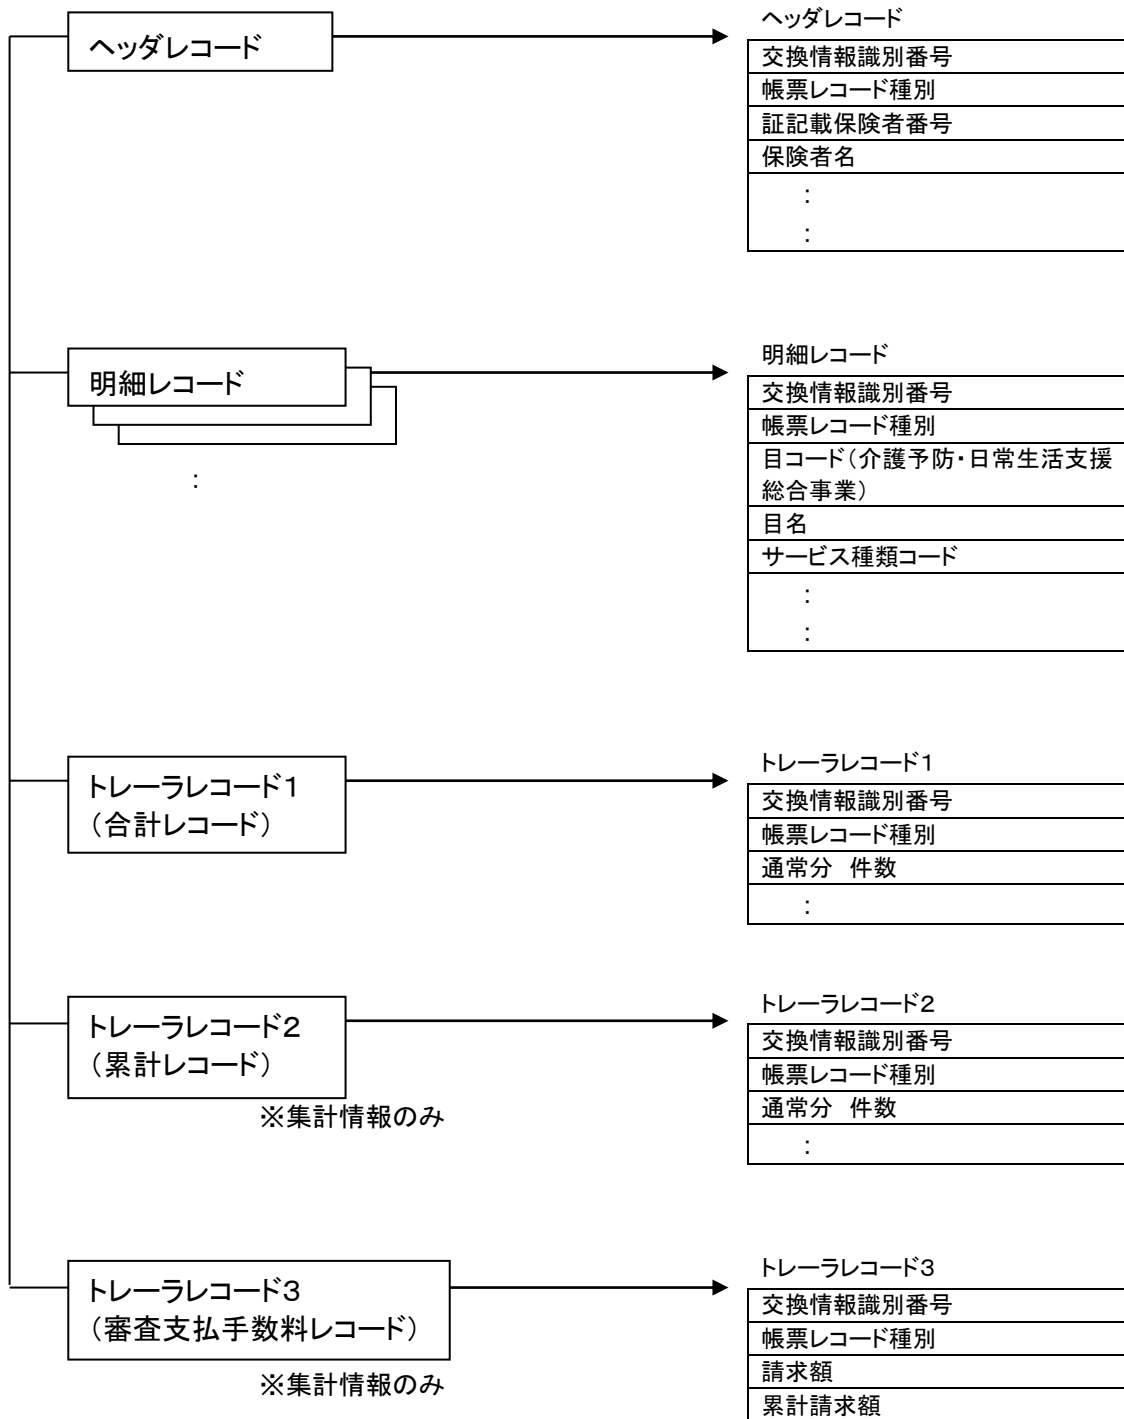 ヘッダレコード
ヘッダレコード
交換情報識別番号
帳票レコード種別
証記載保険者番号
保険者名
:
:
明細レコード
:
明細レコード
交換情報識別番号
帳票レコード種別
目コード(介護予防・日常生活支援
総合事業)
目名
サービス種類コード
:
:
トレーラレコード1
(合計レコード)
トレーラレコード1
交換情報識別番号
帳票レコード種別
通常分 件数
:
トレーラレコード2
(累計レコード)
※集計情報のみ
トレーラレコード2
交換情報識別番号
帳票レコード種別
通常分 件数
:
トレーラレコード3
(審査支払手数料レコード)
※集計情報のみ
トレーラレコード3
交換情報識別番号
帳票レコード種別
請求額
累計請求額